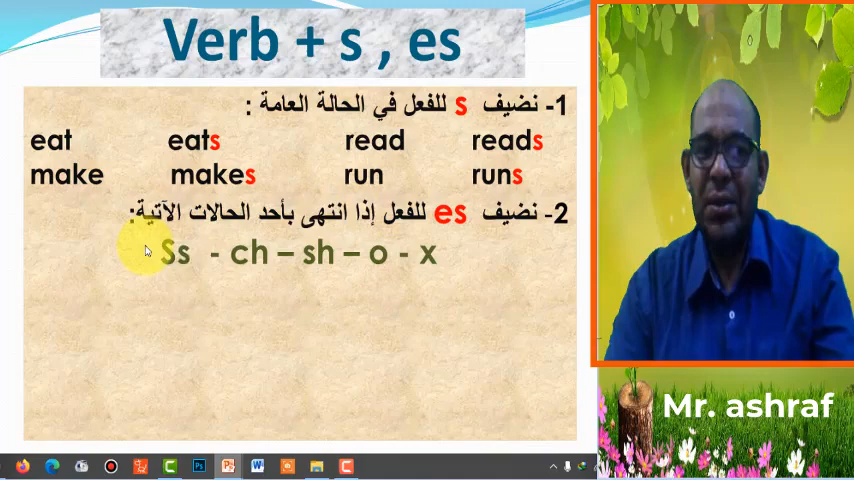 Verb + s , es
1- نضيف s للفعل في الحالة العامة :
eat eats read reads
make makes run runs
2- نضيف es للفعل إذا انتهى بأحد الحالات الآتية:
Ss - ch – sh – o - x
Mr. ashraf